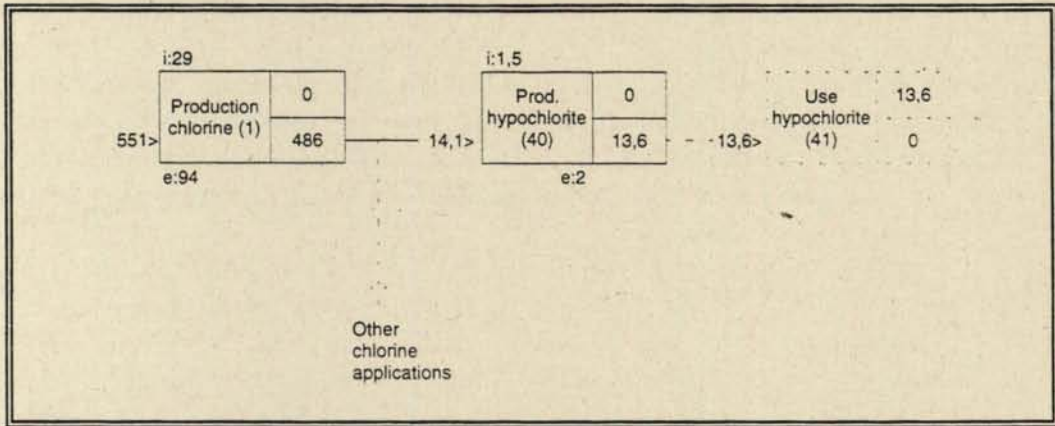 i:29
i:1,5
Production
chlorine (1)
0
486
551>
e:94
14,1>
Prod.
hypochlorite
(40)
0
13,6
e:2
13,6>
Use
hypochlorite
(41)
13,6
0
Other
chlorine
applications